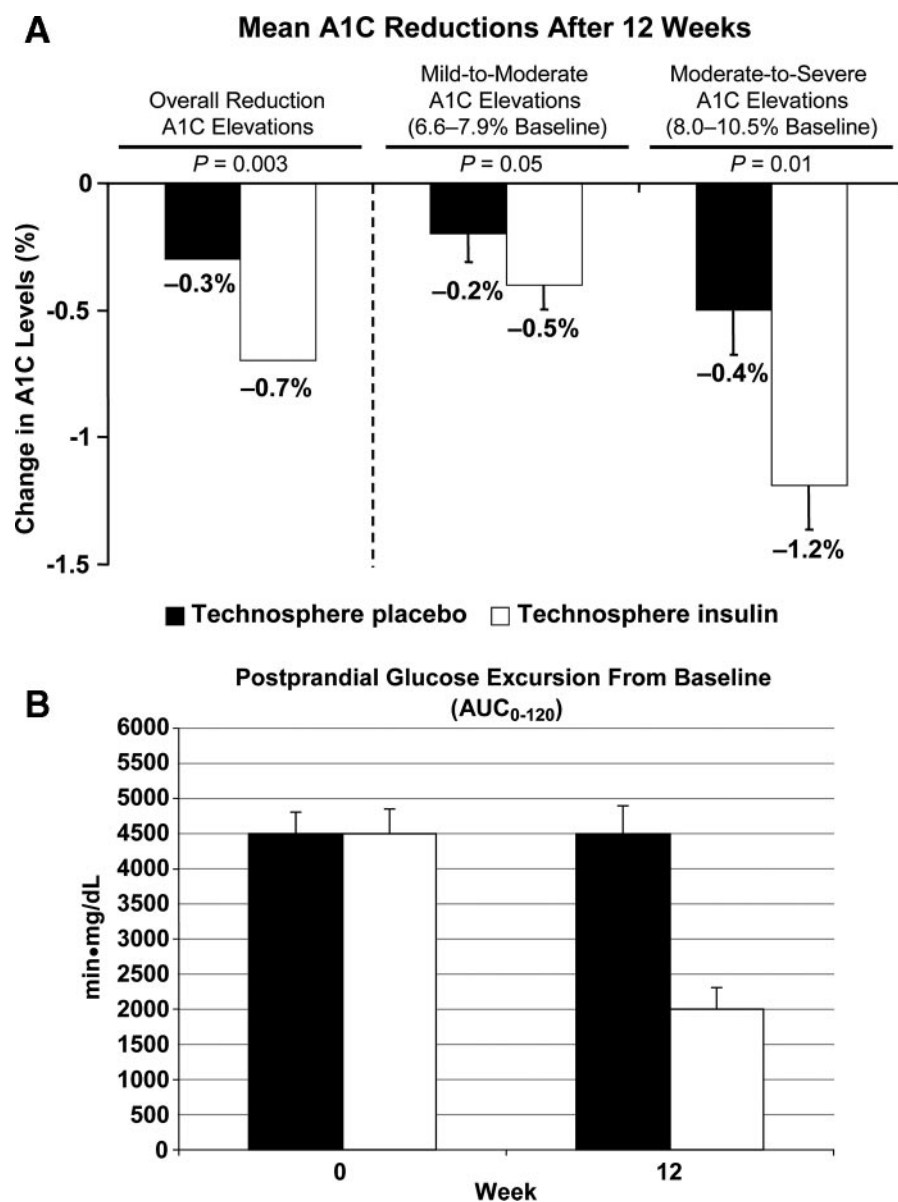 A
Mean A1C Reductions After 12 Weeks
Overall Reduction
A1C Elevations
P = 0.003
Mild-to-Moderate
A1C Elevations
(6.6–7.9% Baseline)
P = 0.05
Moderate-to-Severe
A1C Elevations
(8.0–10.5% Baseline)
P = 0.01
Change in A1C Levels (%)
0
-0.5
-1
-1.5
–0.3%
–0.7%
–0.2%
–0.5%
–0.4%
–1.2%
Technosphere placebo
Technosphere insulin
B
Postprandial Glucose Excursion From Baseline
(AUC0-120)
min•mg/dL
6000
5500
5000
4500
4000
3500
3000
2500
2000
1500
1000
500
0
0
12
Week